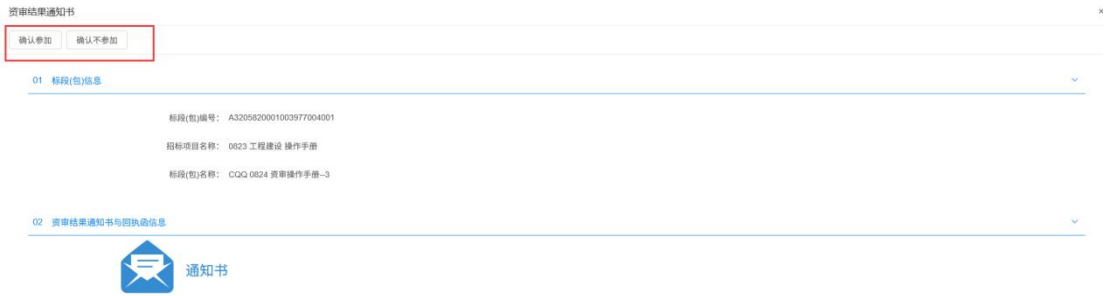 资审结果通知书
确认参加 确认不参加
01 标段(包)信息
标段(包)编号： A3205820001003977004001
招标项目名称： 0823 工程建设 操作手册
标段(包)名称： CQQ 0824 资审操作手册--3
02 资审结果通知书与回执函信息
通知书